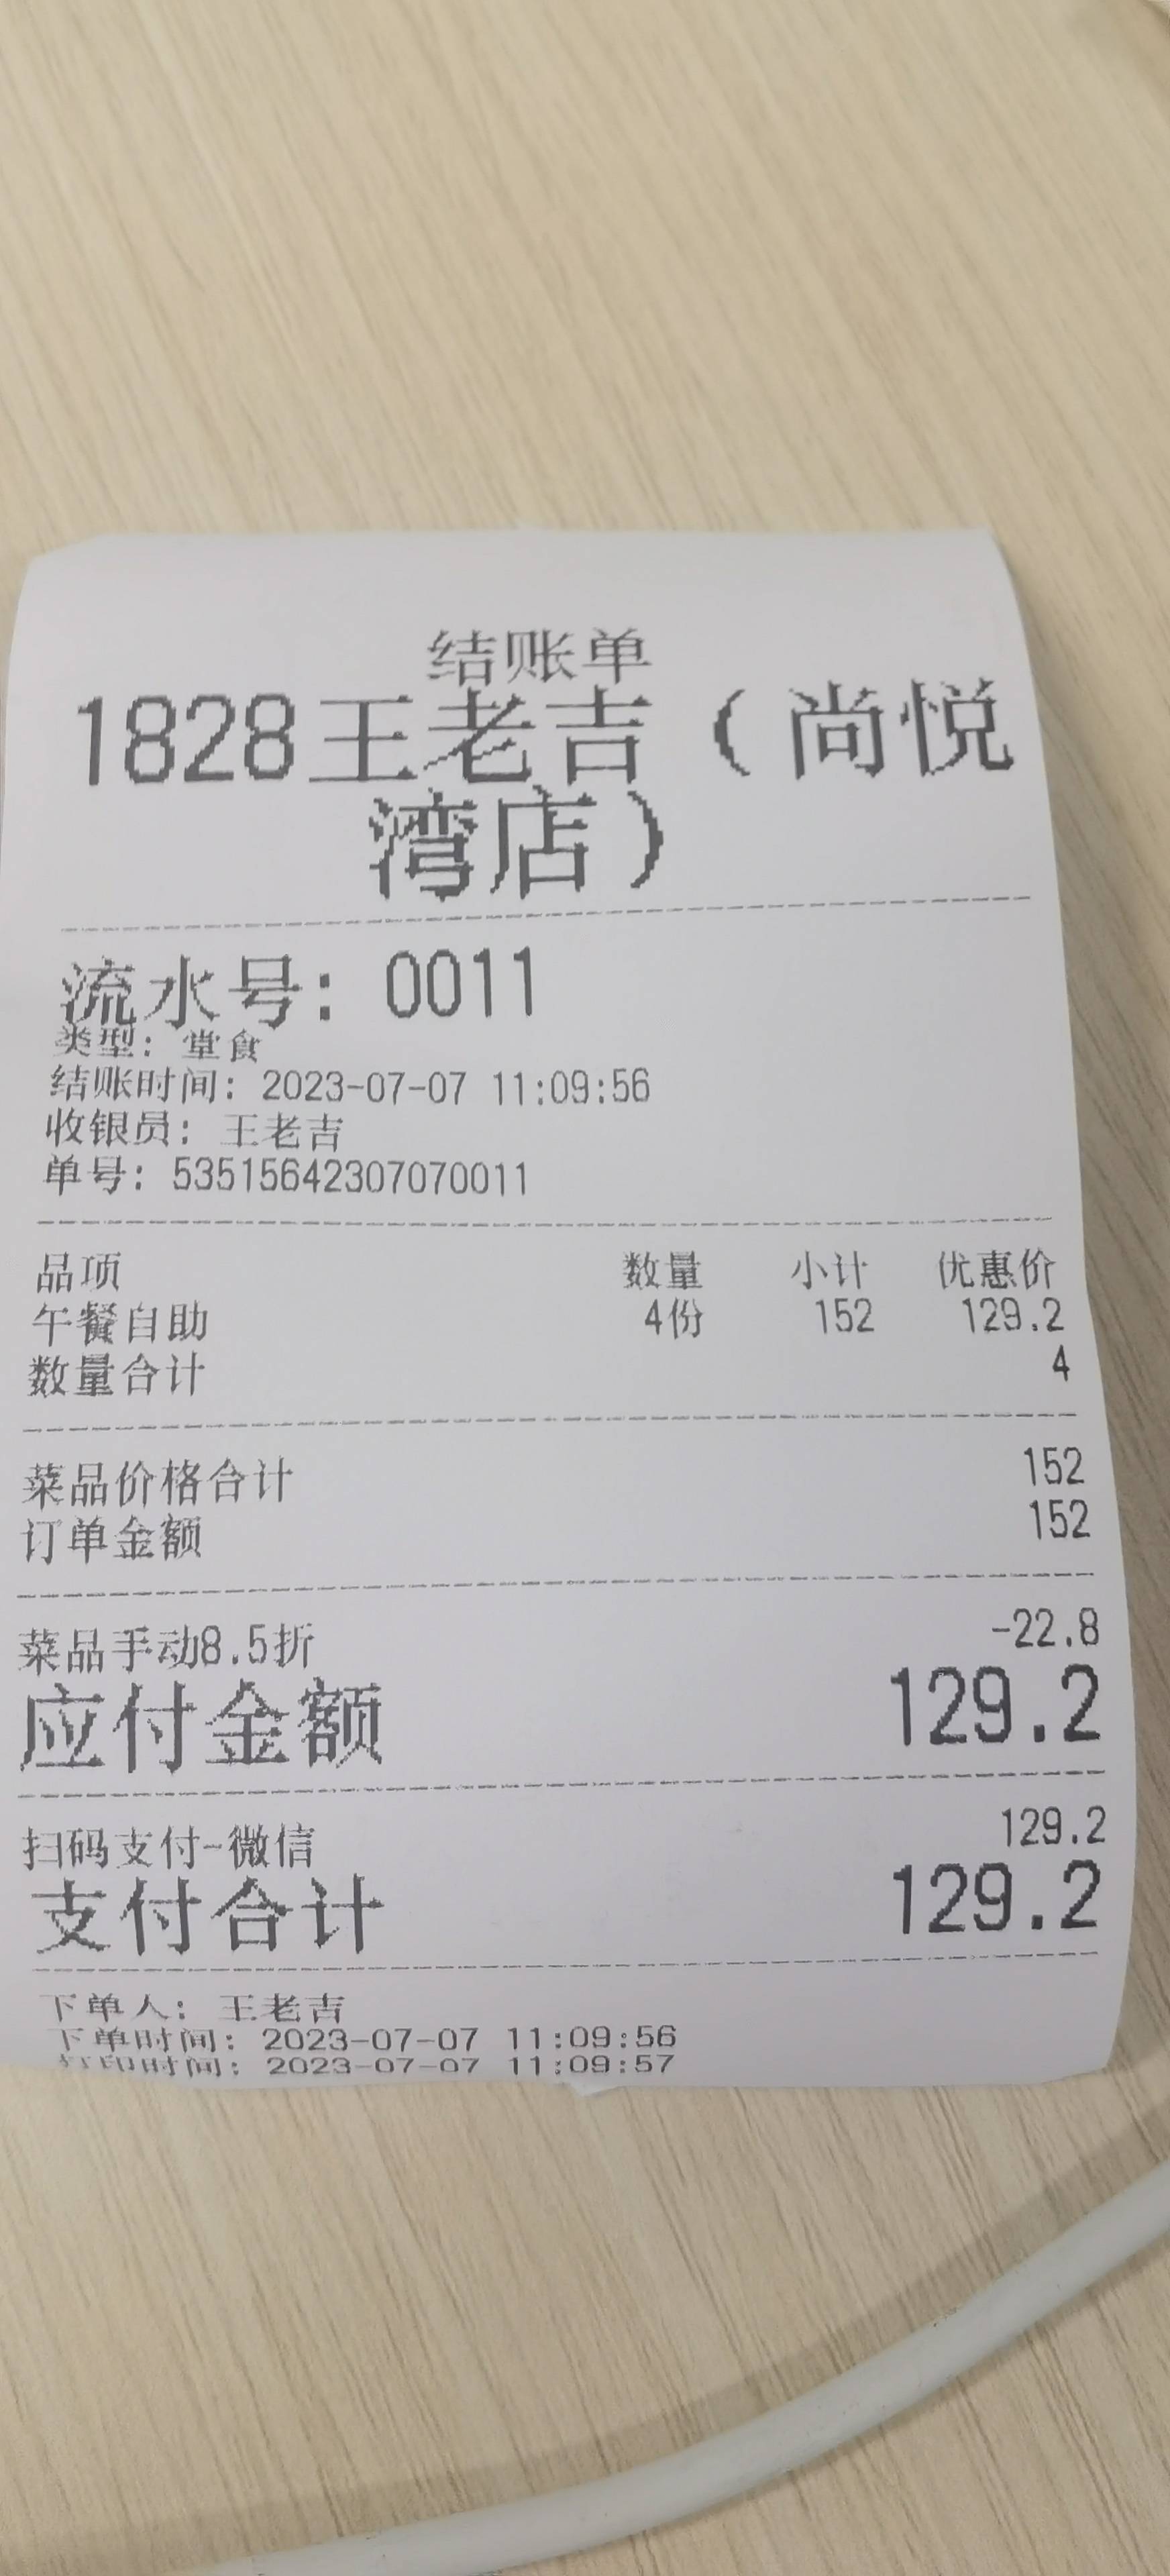 结账单
1828王老吉（尚悦
湾店）
流水号: 0011
类型: 堂食
结账时间: 2023-07-07 11:09:56
收银员: 王老吉
单号: 53515642307070011
品项 数量 小计 优惠价
午餐自助 4份 152 129.2
数量合计 4
菜品价格合计 152
订单金额 152
菜品手动8.5折 -22.8
应付金额 129.2
扫码支付-微信 129.2
支付合计 129.2
下单人: 王老吉
下单时间: 2023-07-07 11:09:56
打印时间: 2023-07-07 11:09:57